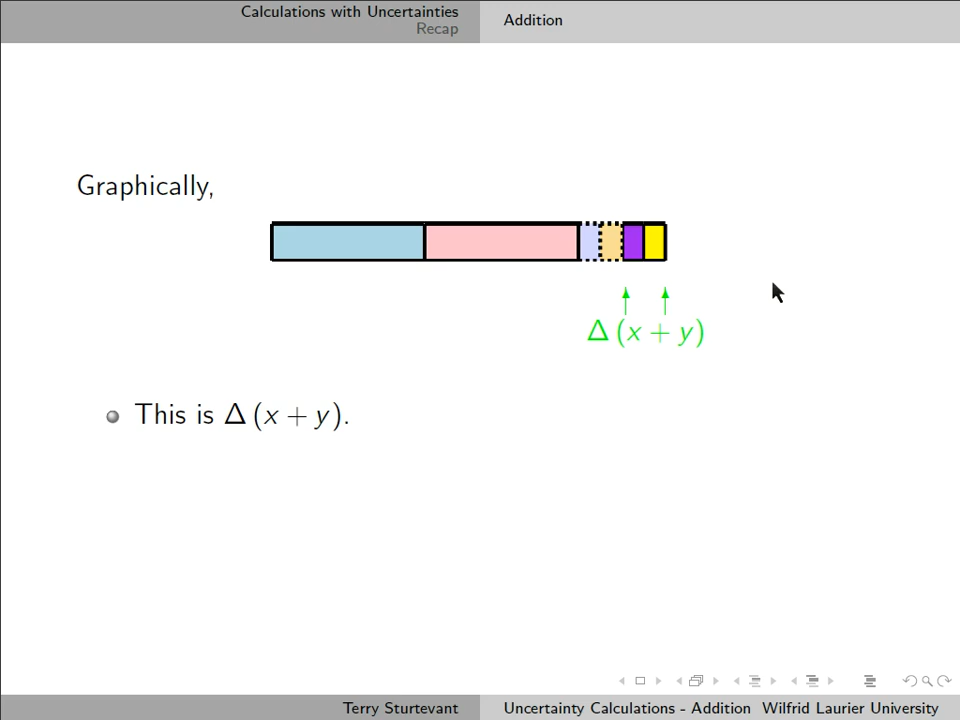 Calculations with Uncertainties
Recap
Addition
Graphically,
Δ (x + y)
This is Δ (x + y).
Terry Sturtevant
Uncertainty Calculations - Addition Wilfrid Laurier University